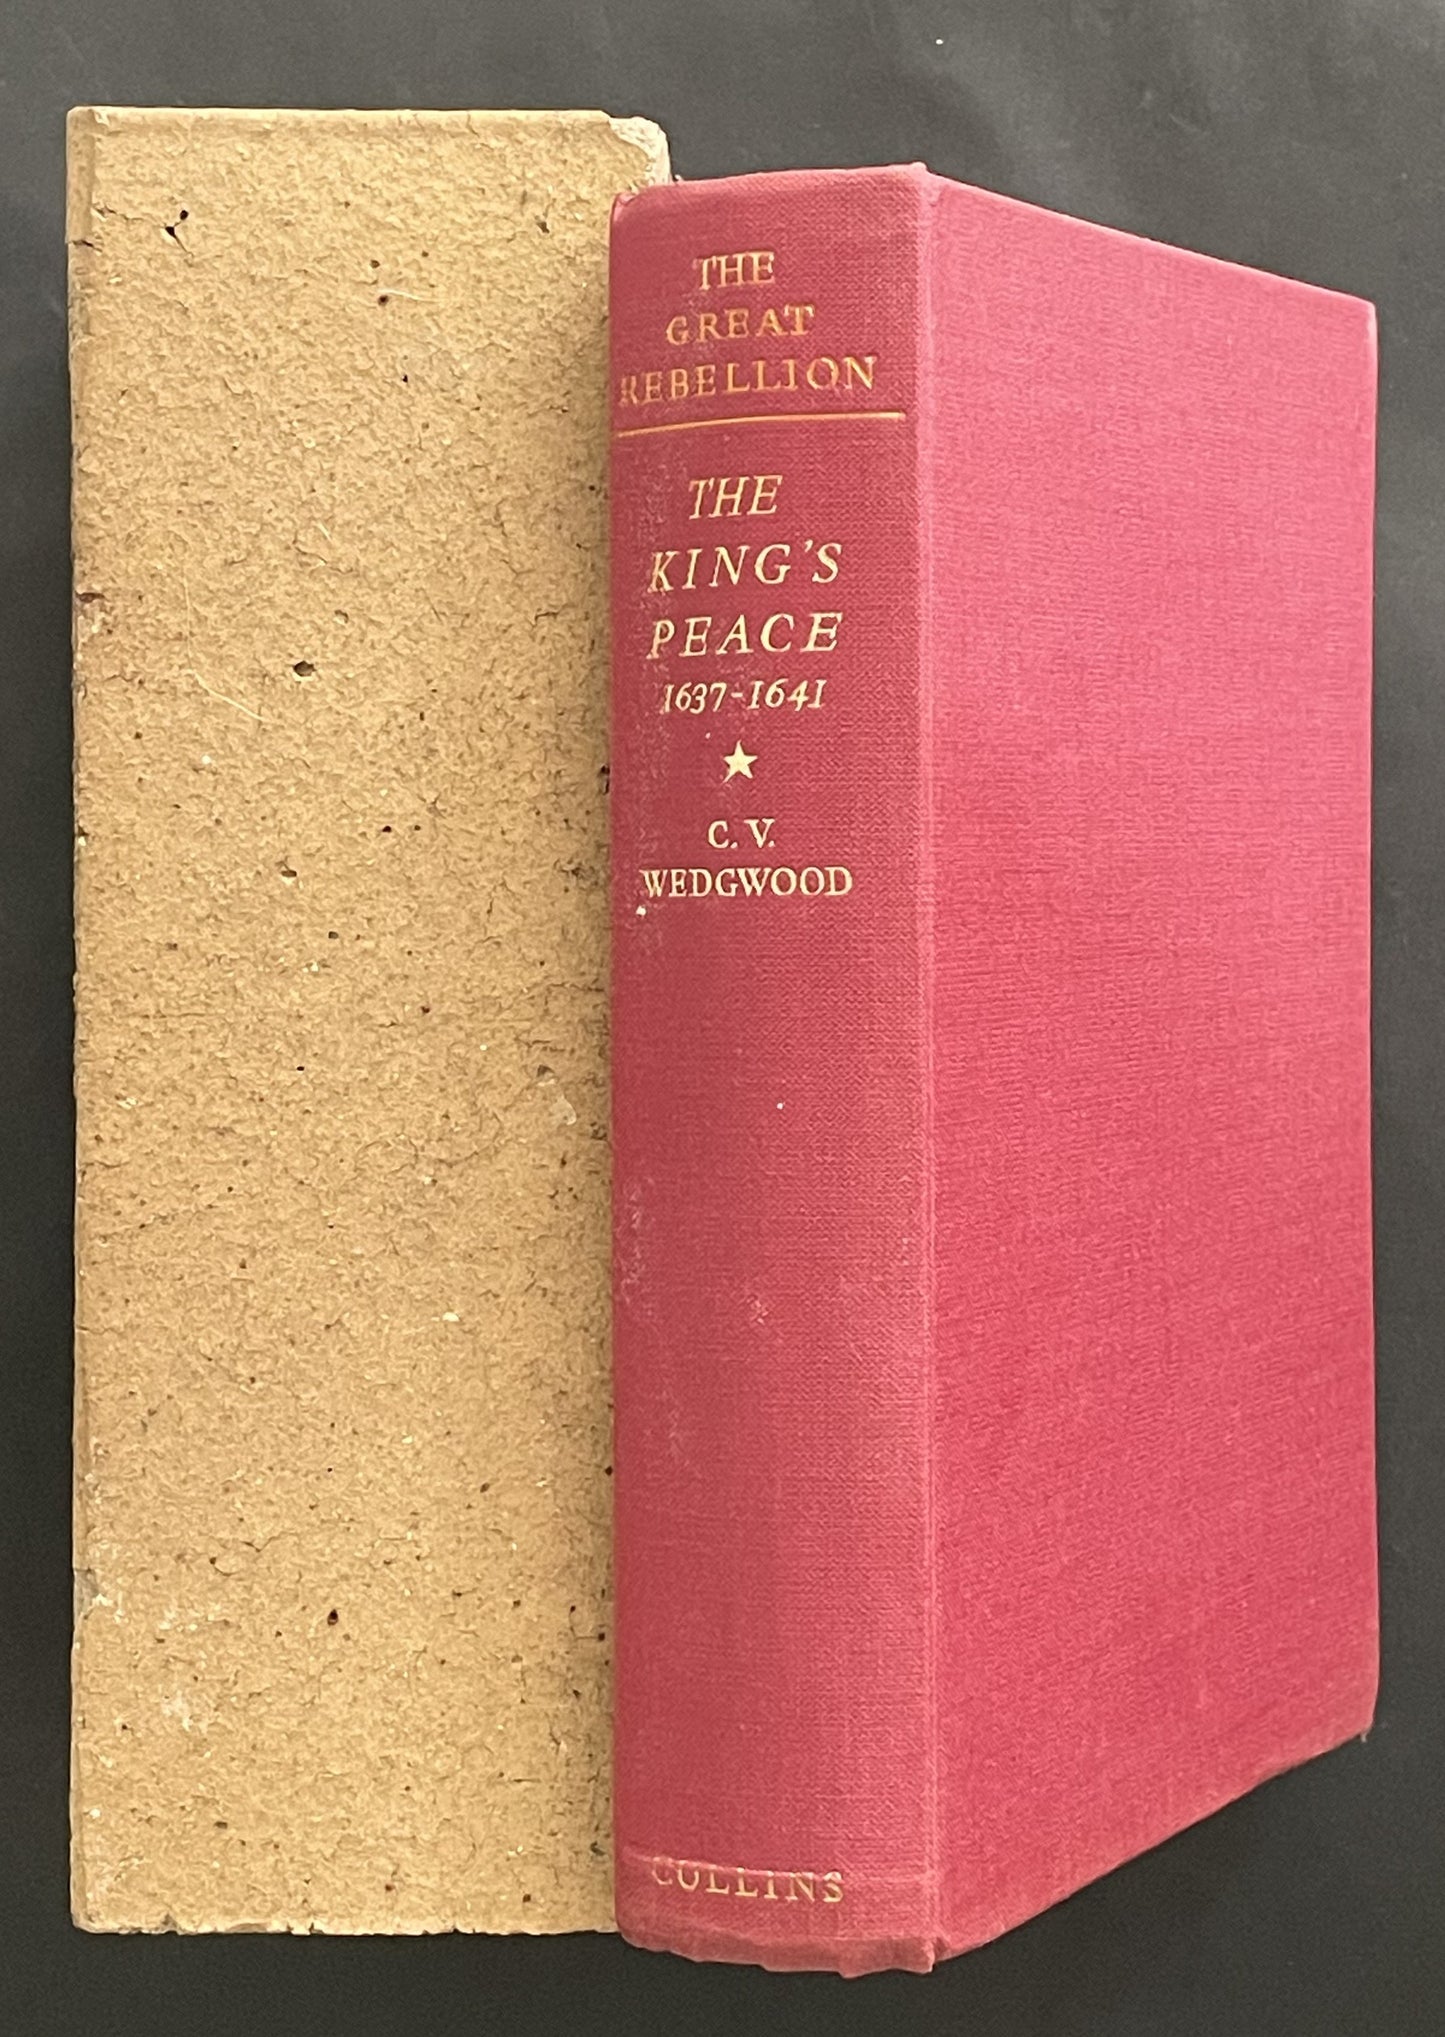 THE
GREAT
REBELLION
THE
KING'S
PEACE
1637-1641
C. V.
WEDGWOOD
COLLINS